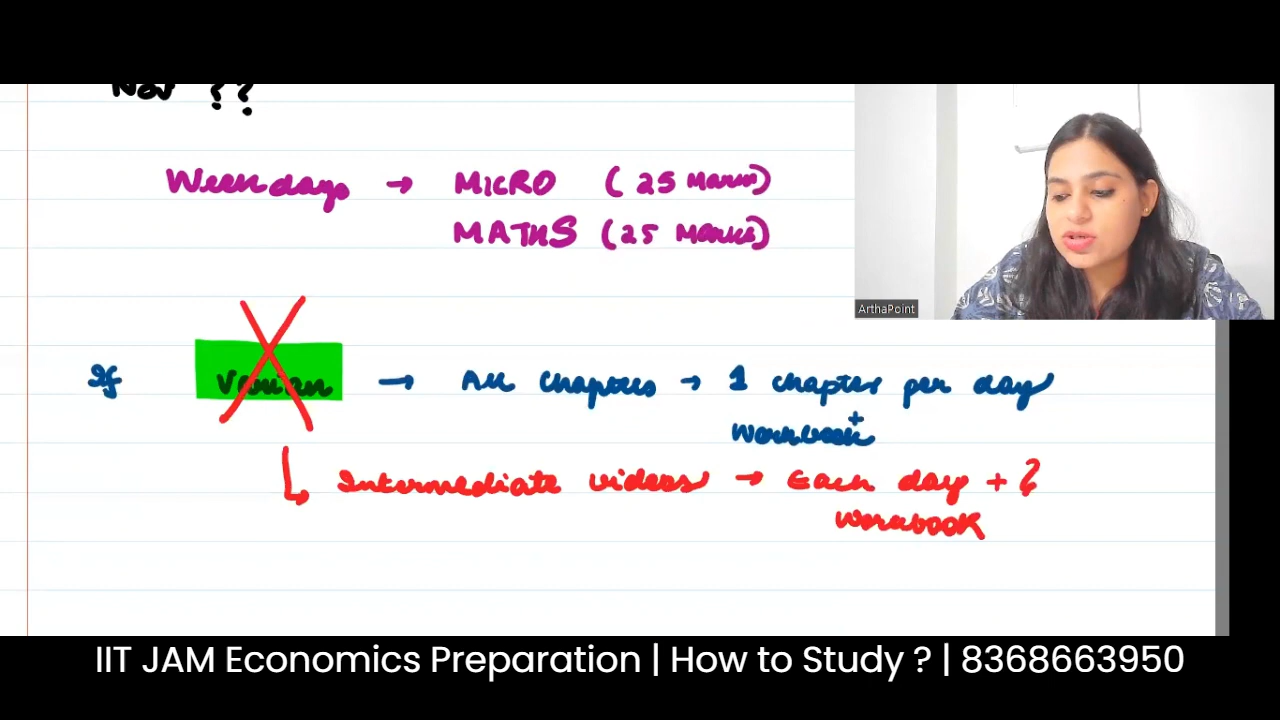 Not ??
Weekdays → MICRO (25 Marks)
MATHS (25 Marks)
ArthaPoint
If Varian → All chapters → 1 chapter per day
+
Workbook
Intermediate videos → Each day + ?
Workbook
IIT JAM Economics Preparation | How to Study ? | 8368663950